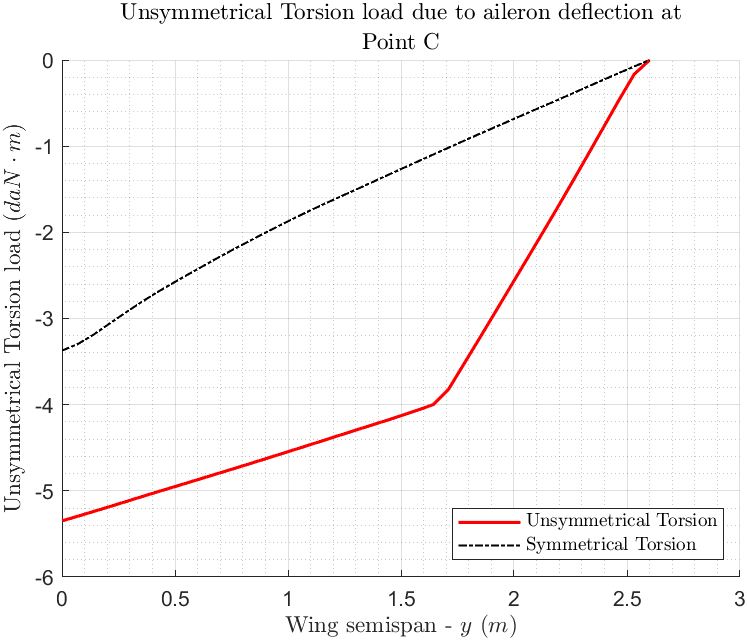 Unsymmetrical Torsion load due to aileron deflection at
Point C
Unsymmetrical Torsion load (daN · m)
0
-1
-2
-3
-4
-5
-6
0 0.5 1 1.5 2 2.5 3
Wing semispan - y (m)
Unsymmetrical Torsion
Symmetrical Torsion